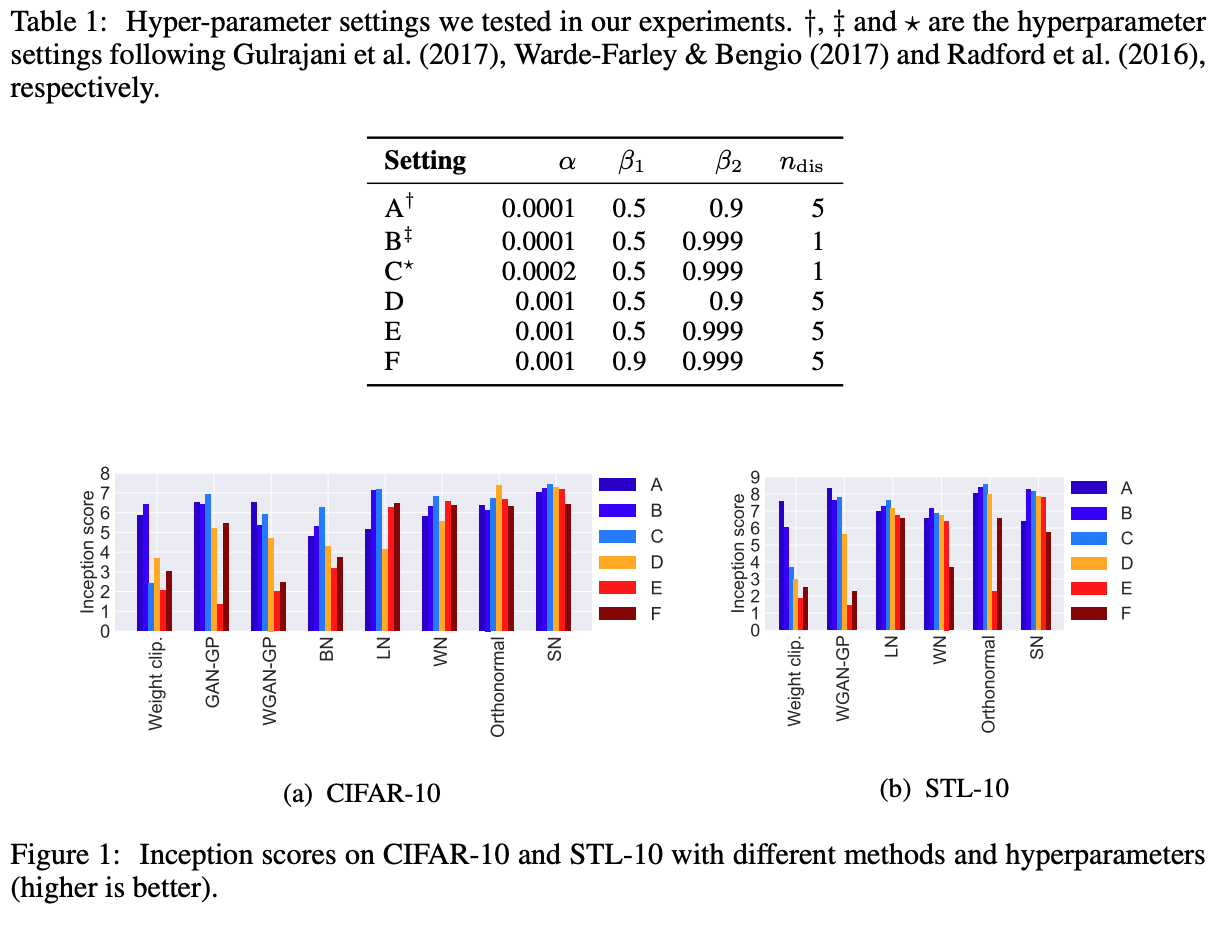 Table 1: Hyper-parameter settings we tested in our experiments. †, ‡ and ⋆ are the hyperparameter
settings following Gulrajani et al. (2017), Warde-Farley & Bengio (2017) and Radford et al. (2016),
respectively.
Setting α β₁ β₂ n_dis
A† 0.0001 0.5 0.9 5
B‡ 0.0001 0.5 0.999 1
C⋆ 0.0002 0.5 0.999 1
D 0.001 0.5 0.9 5
E 0.001 0.5 0.999 5
F 0.001 0.9 0.999 5
Inception score
8
7
6
5
4
3
2
1
0
Weight clip.
GAN-GP
WGAN-GP
BN
LN
WN
Orthonormal
SN
A
B
C
D
E
F
(a) CIFAR-10
Inception score
9
8
7
6
5
4
3
2
1
0
Weight clip.
WGAN-GP
LN
WN
Orthonormal
SN
A
B
C
D
E
F
(b) STL-10
Figure 1: Inception scores on CIFAR-10 and STL-10 with different methods and hyperparameters
(higher is better).